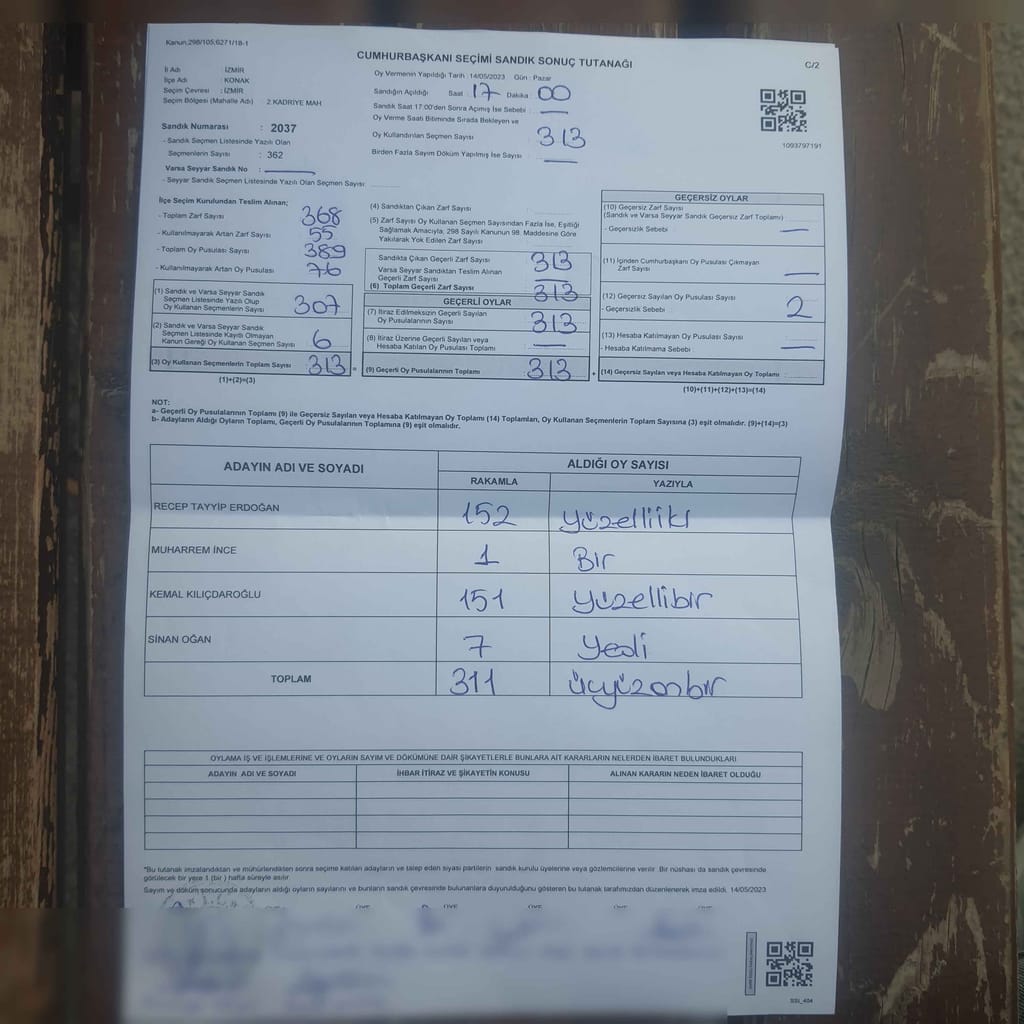 Kanun:298/105,6271/18-1
CUMHURBAŞKANI SEÇİMİ SANDIK SONUÇ TUTANAĞI
C/2
İl Adı : İZMİR
İlçe Adı : KONAK
Seçim Çevresi : İZMİR
Seçim Bölgesi (Mahalle Adı) 2.KADRİYE MAH
Oy Vermenin Yapıldığı Tarih :14/05/2023 Gün : Pazar
Sandığın Açıldığı Saat : 17 Dakika : 00
Sandık Saat 17:00'den Sonra Açılmış İse Sebebi : —
Oy Verme Saati Bitiminde Sırada Bekleyen ve
Oy Kullandırılan Seçmen Sayısı 313
Birden Fazla Sayım Döküm Yapılmış İse Sayısı —
1093797191
Sandık Numarası : 2037
- Sandık Seçmen Listesinde Yazılı Olan
Seçmenlerin Sayısı : 362
Varsa Seyyar Sandık No : —
- Seyyar Sandık Seçmen Listesinde Yazılı Olan Seçmen Sayısı
İlçe Seçim Kurulundan Teslim Alınan;
- Toplam Zarf Sayısı 368
- Kullanılmayarak Artan Zarf Sayısı 55
- Toplam Oy Pusulası Sayısı 389
- Kullanılmayarak Artan Oy Pusulası 76
(1) Sandık ve Varsa Seyyar Sandık
Seçmen Listesinde Yazılı Olup
Oy Kullanan Seçmenlerin Sayısı 307
(2) Sandık ve Varsa Seyyar Sandık
Seçmen Listesinde Kayıtlı Olmayan
Kanun Gereği Oy Kullanan Seçmen Sayısı 6
(3) Oy Kullanan Seçmenlerin Toplam Sayısı 313 =
(1)+(2)=(3)
(4) Sandıktan Çıkan Zarf Sayısı
(5) Zarf Sayısı Oy Kullanan Seçmen Sayısından Fazla İse, Eşitliği
Sağlamak Amacıyla, 298 Sayılı Kanunun 98. Maddesine Göre
Yakılarak Yok Edilen Zarf Sayısı
Sandıkta Çıkan Geçerli Zarf Sayısı 313
Varsa Seyyar Sandıktan Teslim Alınan
Geçerli Zarf Sayısı —
(6) Toplam Geçerli Zarf Sayısı 313
GEÇERLİ OYLAR
(7) İtiraz Edilmeksizin Geçerli Sayılan
Oy Pusulalarının Sayısı 313
(8) İtiraz Üzerine Geçerli Sayılan veya
Hesaba Katılan Oy Pusulası Toplamı —
(9) Geçerli Oy Pusulalarının Toplamı 313 +
GEÇERSİZ OYLAR
(10) Geçersiz Zarf Sayısı
(Sandık ve Varsa Seyyar Sandık Geçersiz Zarf Toplamı)
- Geçersizlik Sebebi —
(11) İçinden Cumhurbaşkanı Oy Pusulası Çıkmayan
Zarf Sayısı —
(12) Geçersiz Sayılan Oy Pusulası Sayısı
- Geçersizlik Sebebi 2
(13) Hesaba Katılmayan Oy Pusulası Sayısı
- Hesaba Katılmama Sebebi —
(14) Geçersiz Sayılan veya Hesaba Katılmayan Oy Toplamı
(10)+(11)+(12)+(13)=(14)
NOT:
a- Geçerli Oy Pusulalarının Toplamı (9) ile Geçersiz Sayılan veya Hesaba Katılmayan Oy Toplamı (14) Toplamları, Oy Kullanan Seçmenlerin Toplam Sayısına (3) eşit olmalıdır. (9)+(14)=(3)
b- Adayların Aldığı Oyların Toplamı, Geçerli Oy Pusulalarının Toplamına (9) eşit olmalıdır.
ADAYIN ADI VE SOYADI
ALDIĞI OY SAYISI
RAKAMLA YAZIYLA
RECEP TAYYİP ERDOĞAN 152 yüzelliiki
MUHARREM İNCE 1 Bir
KEMAL KILIÇDAROĞLU 151 yüzellibir
SİNAN OĞAN 7 yedi
TOPLAM 311 üçyüzonbir
OYLAMA İŞ VE İŞLEMLERİNE VE OYLARIN SAYIM VE DÖKÜMÜNE DAİR ŞİKAYETLERLE BUNLARA AİT KARARLARIN NELERDEN İBARET BULUNDUKLARI
ADAYIN ADI VE SOYADI İHBAR İTİRAZ VE ŞİKAYETİN KONUSU ALINAN KARARIN NEDEN İBARET OLDUĞU
*Bu tutanak imzalandıktan ve mühürlendikten sonra seçime katılan adayların ve talep eden siyasi partilerin sandık kurulu üyelerine veya gözlemcilerine verilir. Bir nüshası da sandık çevresinde
görülecek bir yere 1 (bir) hafta süreyle asılır.
Sayım ve döküm sonucunda adayların aldığı oyların sayılarını ve bunların sandık çevresinde bulunanlara duyurulduğunu gösteren bu tutanak tarafımızdan düzenlenerek imza edildi. 14/05/2023
SSI_404